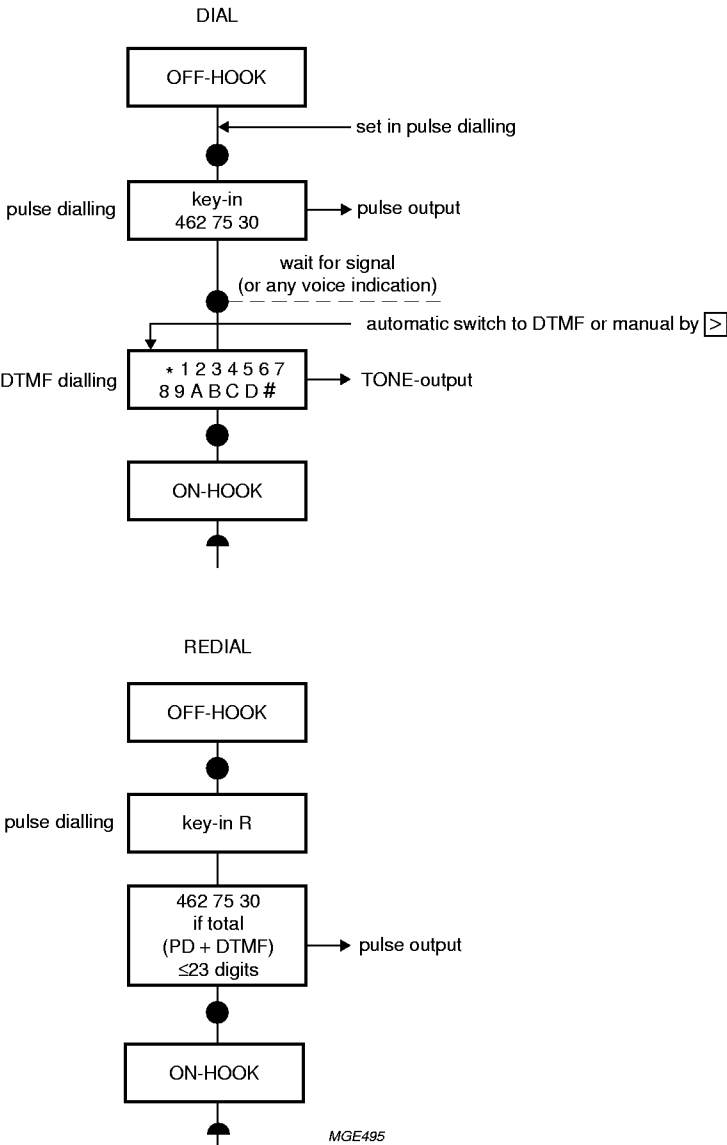 DIAL
OFF-HOOK
set in pulse dialling
pulse dialling
key-in
462 75 30
pulse output
wait for signal
(or any voice indication)
automatic switch to DTMF or manual by >
DTMF dialling
* 1 2 3 4 5 6 7
8 9 A B C D #
TONE-output
ON-HOOK
REDIAL
OFF-HOOK
pulse dialling
key-in R
462 75 30
if total
(PD + DTMF)
≤23 digits
pulse output
ON-HOOK
MGE495